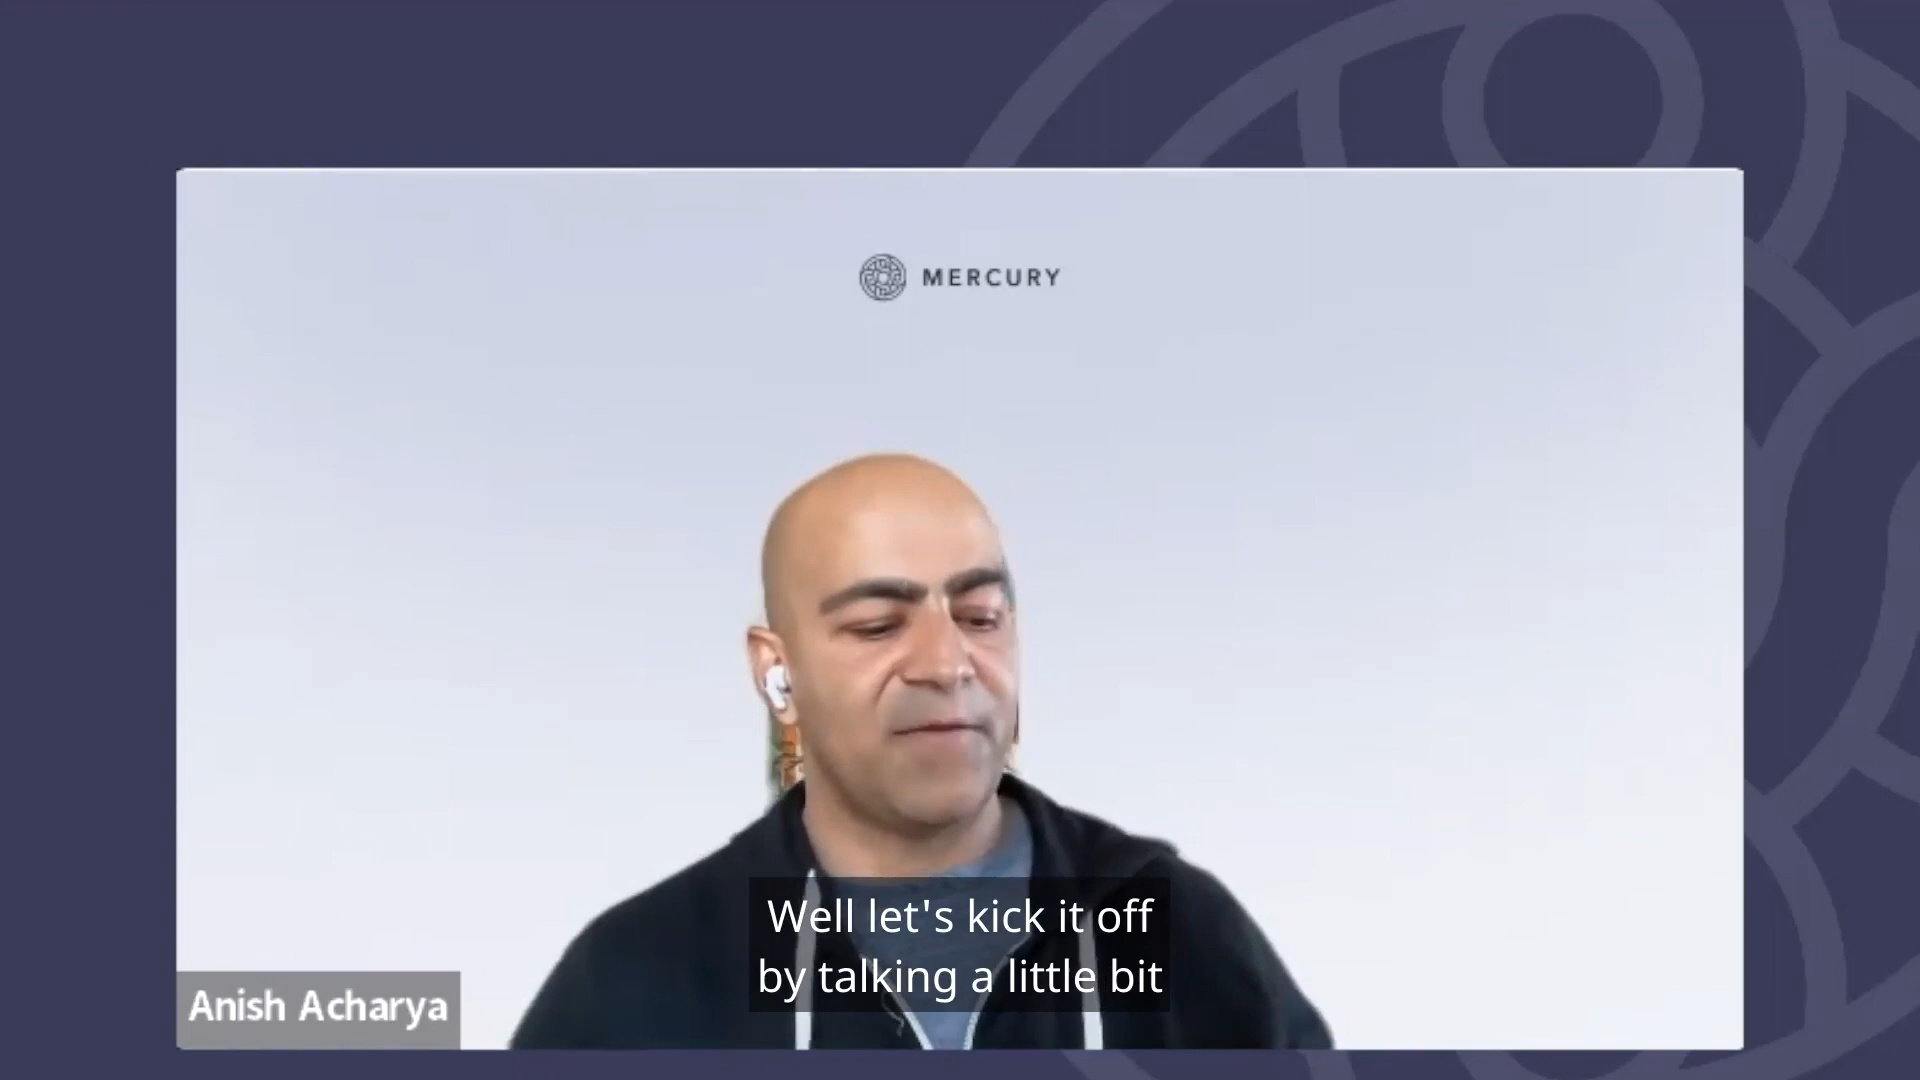 MERCURY
Well let's kick it off
by talking a little bit
Anish Acharya